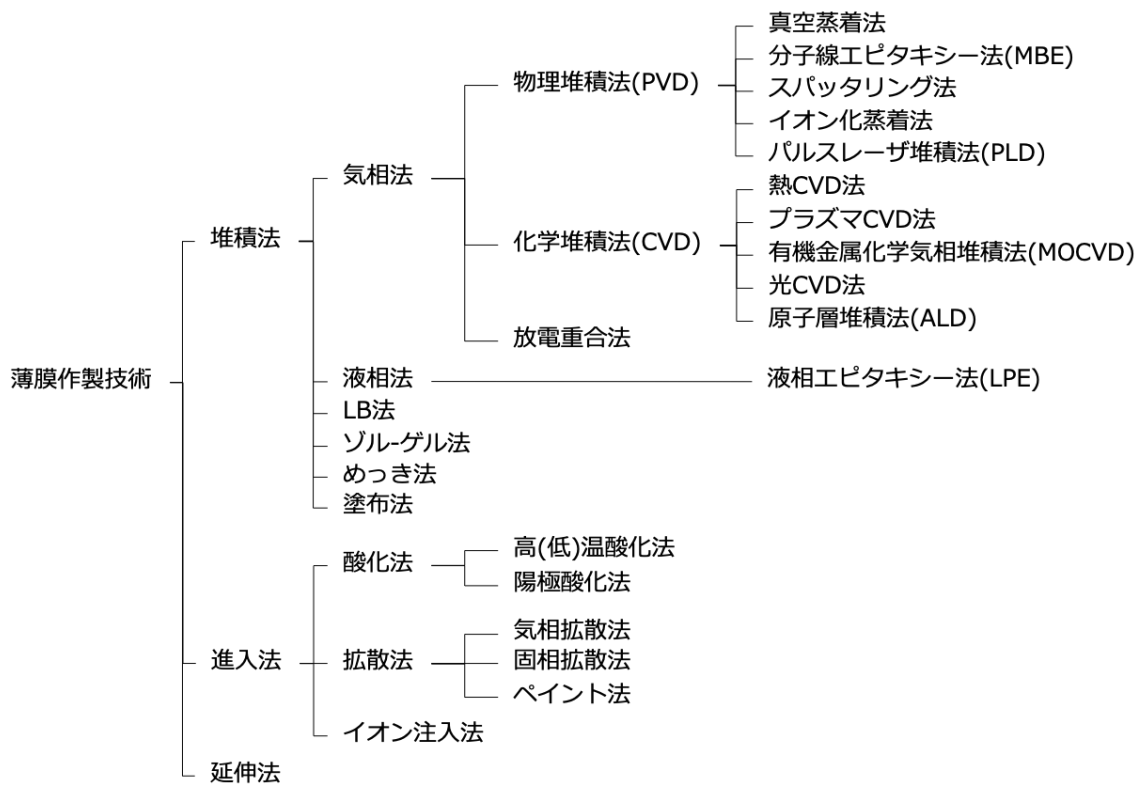 薄膜作製技術
堆積法
気相法
物理堆積法(PVD)
真空蒸着法
分子線エピタキシー法(MBE)
スパッタリング法
イオン化蒸着法
パルスレーザ堆積法(PLD)
化学堆積法(CVD)
熱CVD法
プラズマCVD法
有機金属化学気相堆積法(MOCVD)
光CVD法
原子層堆積法(ALD)
放電重合法
液相法
液相エピタキシー法(LPE)
LB法
ゾル-ゲル法
めっき法
塗布法
進入法
酸化法
高(低)温酸化法
陽極酸化法
拡散法
気相拡散法
固相拡散法
ペイント法
イオン注入法
延伸法